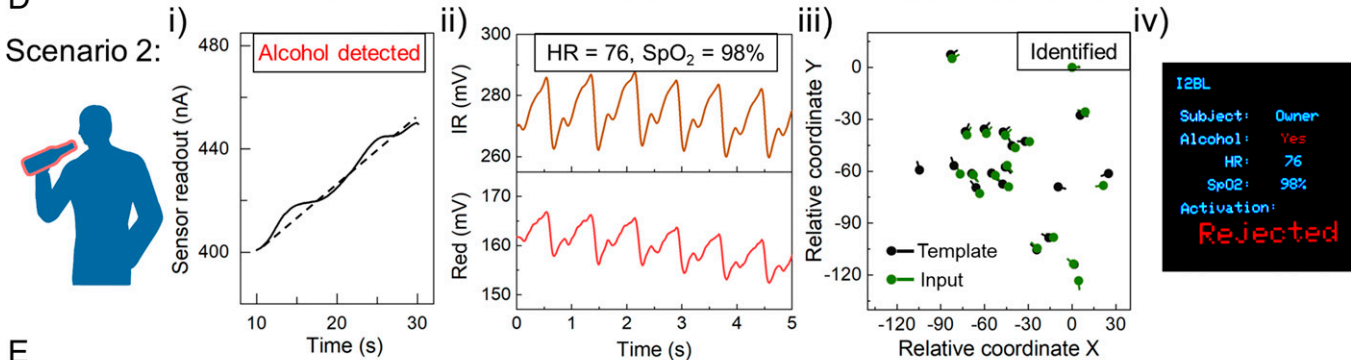 D
Scenario 2:
i)
Alcohol detected
480
440
400
Sensor readout (nA)
10
20
30
Time (s)
ii)
HR = 76, SpO₂ = 98%
300
280
260
IR (mV)
170
160
150
Red (mV)
0
1
2
3
4
5
Time (s)
iii)
Identified
0
-30
-60
-90
-120
Relative coordinate Y
Template
Input
-120
-90
-60
-30
0
30
Relative coordinate X
iv)
I2BL
Subject: Owner
Alcohol: Yes
HR: 76
SpO2: 98%
Activation:
Rejected
E